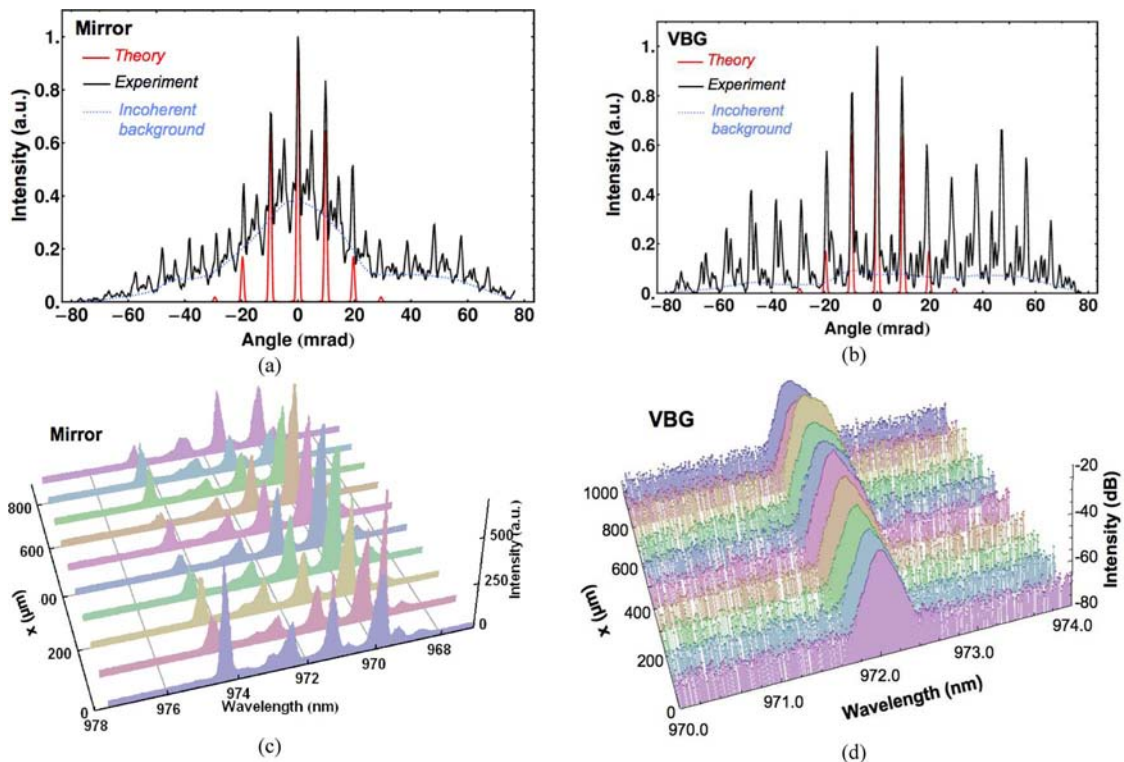 Mirror
Theory
Experiment
Incoherent
background
Intensity (a.u.)
1.
0.8
0.6
0.4
0.2
0.
−80 −60 −40 −20 0 20 40 60 80
Angle (mrad)
(a)
VBG
Theory
Experiment
Incoherent
background
Intensity (a.u.)
1.
0.8
0.6
0.4
0.2
0.
−80 −60 −40 −20 0 20 40 60 80
Angle (mrad)
(b)
Mirror
x (μm)
800
600
00
200
0
978 976 974 972 970 968
Wavelength (nm)
Intensity (a.u.)
500
250
0
(c)
VBG
x (μm)
1000
800
600
400
200
0
970.0 971.0 972.0 973.0 974.0
Wavelength (nm)
Intensity (dB)
-20
-40
-60
-80
(d)